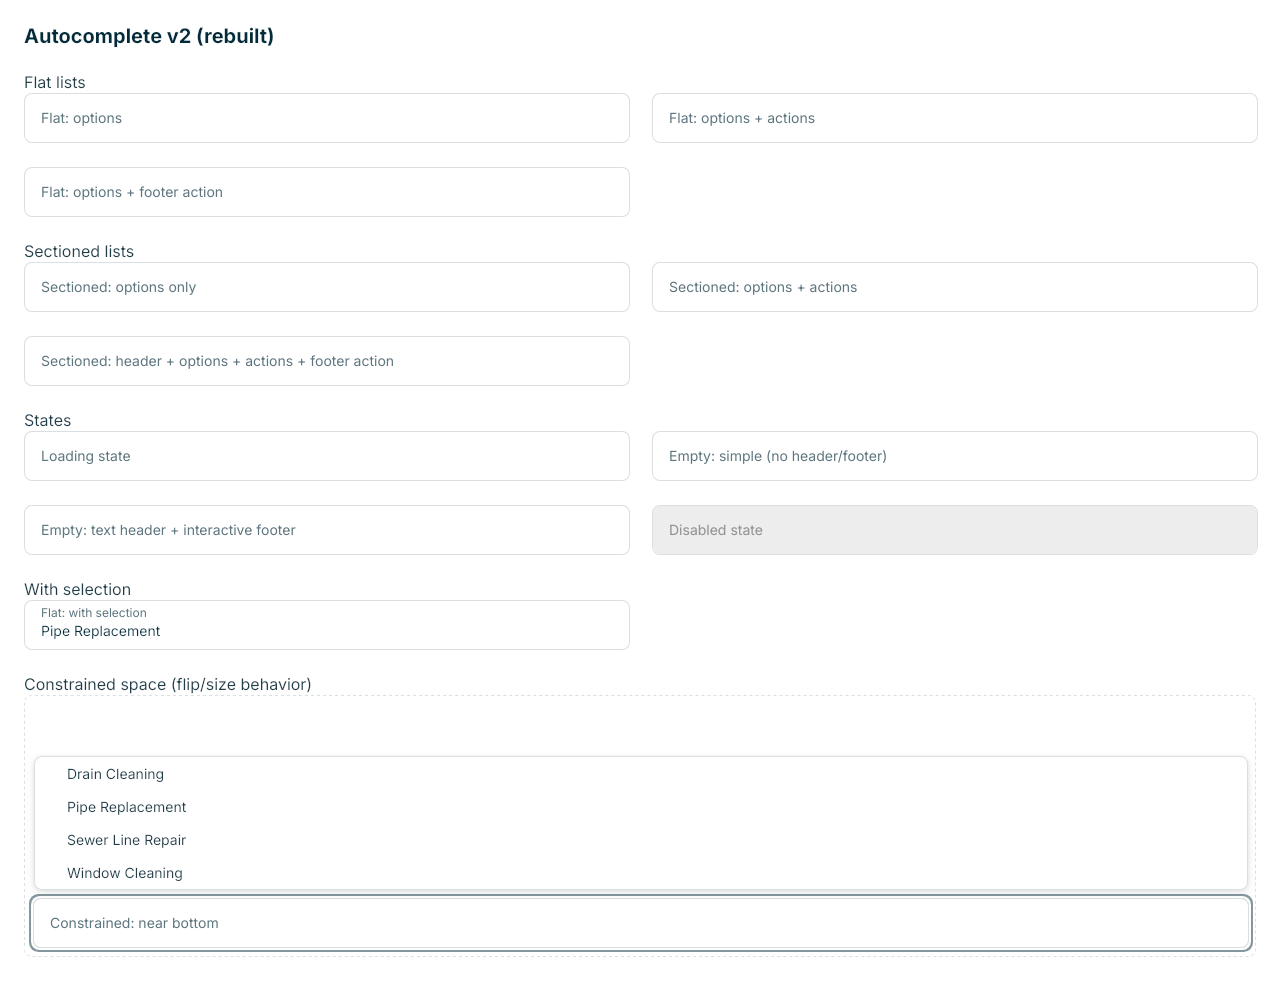 Autocomplete v2 (rebuilt)
Flat lists
Flat: options
Flat: options + actions
Flat: options + footer action
Sectioned lists
Sectioned: options only
Sectioned: options + actions
Sectioned: header + options + actions + footer action
States
Loading state
Empty: simple (no header/footer)
Empty: text header + interactive footer
Disabled state
With selection
Flat: with selection
Pipe Replacement
Constrained space (flip/size behavior)
Drain Cleaning
Pipe Replacement
Sewer Line Repair
Window Cleaning
Constrained: near bottom